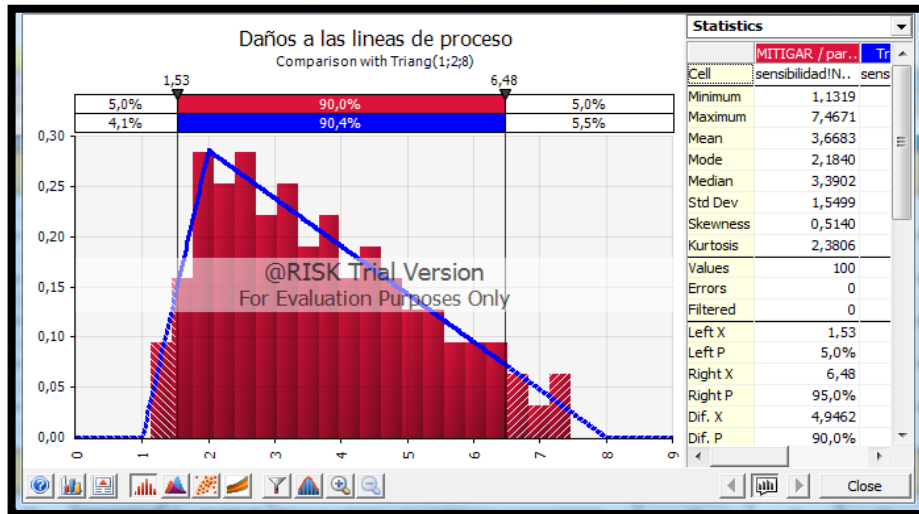 Daños a las lineas de proceso
Comparison with Triang(1;2;8)
1,53 6,48
5,0% 90,0% 5,0%
4,1% 90,4% 5,5%
0,30
0,25
0,20
0,15
0,10
0,05
0,00
0 1 2 3 4 5 6 7 8 9
@RISK Trial Version
For Evaluation Purposes Only
Statistics
MITIGAR / par.. Tr
Cell sensibilidad!N.. sens
Minimum 1,1319
Maximum 7,4671
Mean 3,6683
Mode 2,1840
Median 3,3902
Std Dev 1,5499
Skewness 0,5140
Kurtosis 2,3806
Values 100
Errors 0
Filtered 0
Left X 1,53
Left P 5,0%
Right X 6,48
Right P 95,0%
Dif. X 4,9462
Dif. P 90,0%
Close